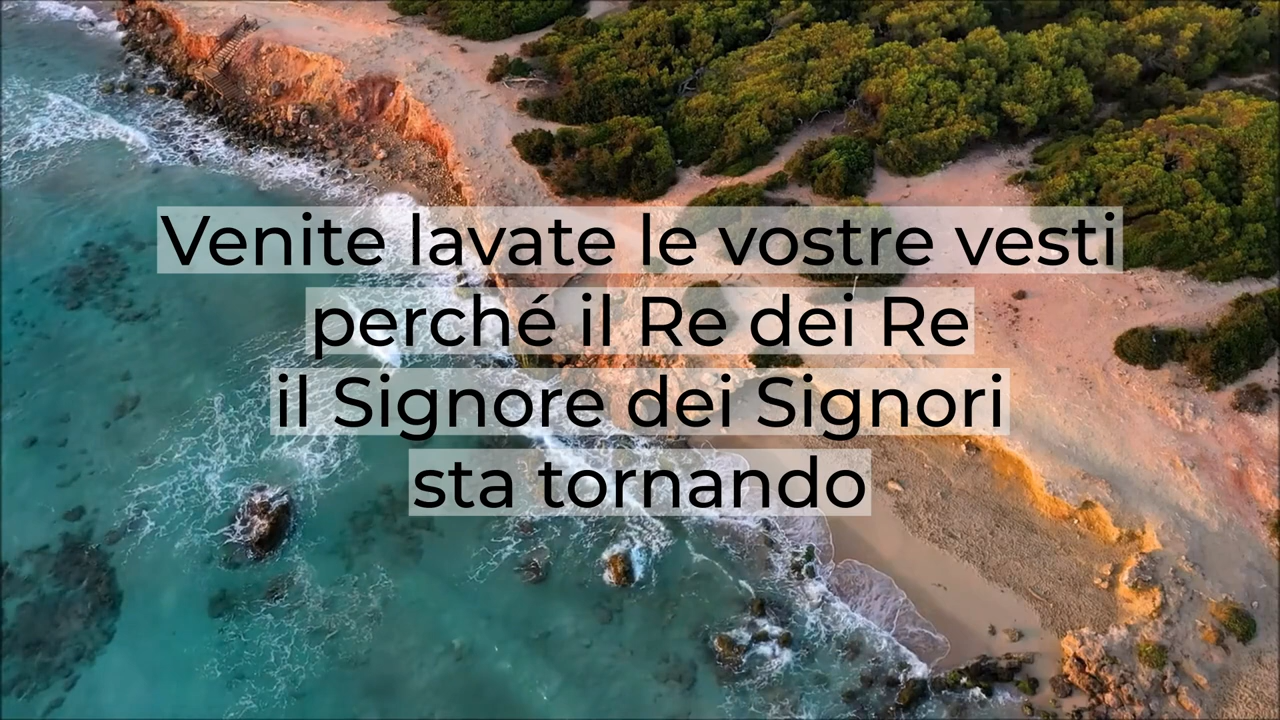 Venite lavate le vostre vesti
perché il Re dei Re
il Signore dei Signori
sta tornando